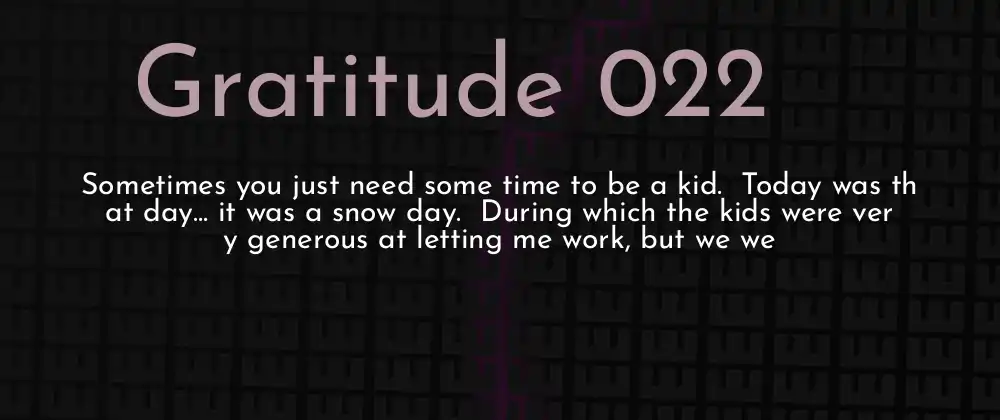 Gratitude 022
Sometimes you just need some time to be a kid.  Today was th
at day... it was a snow day.  During which the kids were ver
y generous at letting me work, but we we